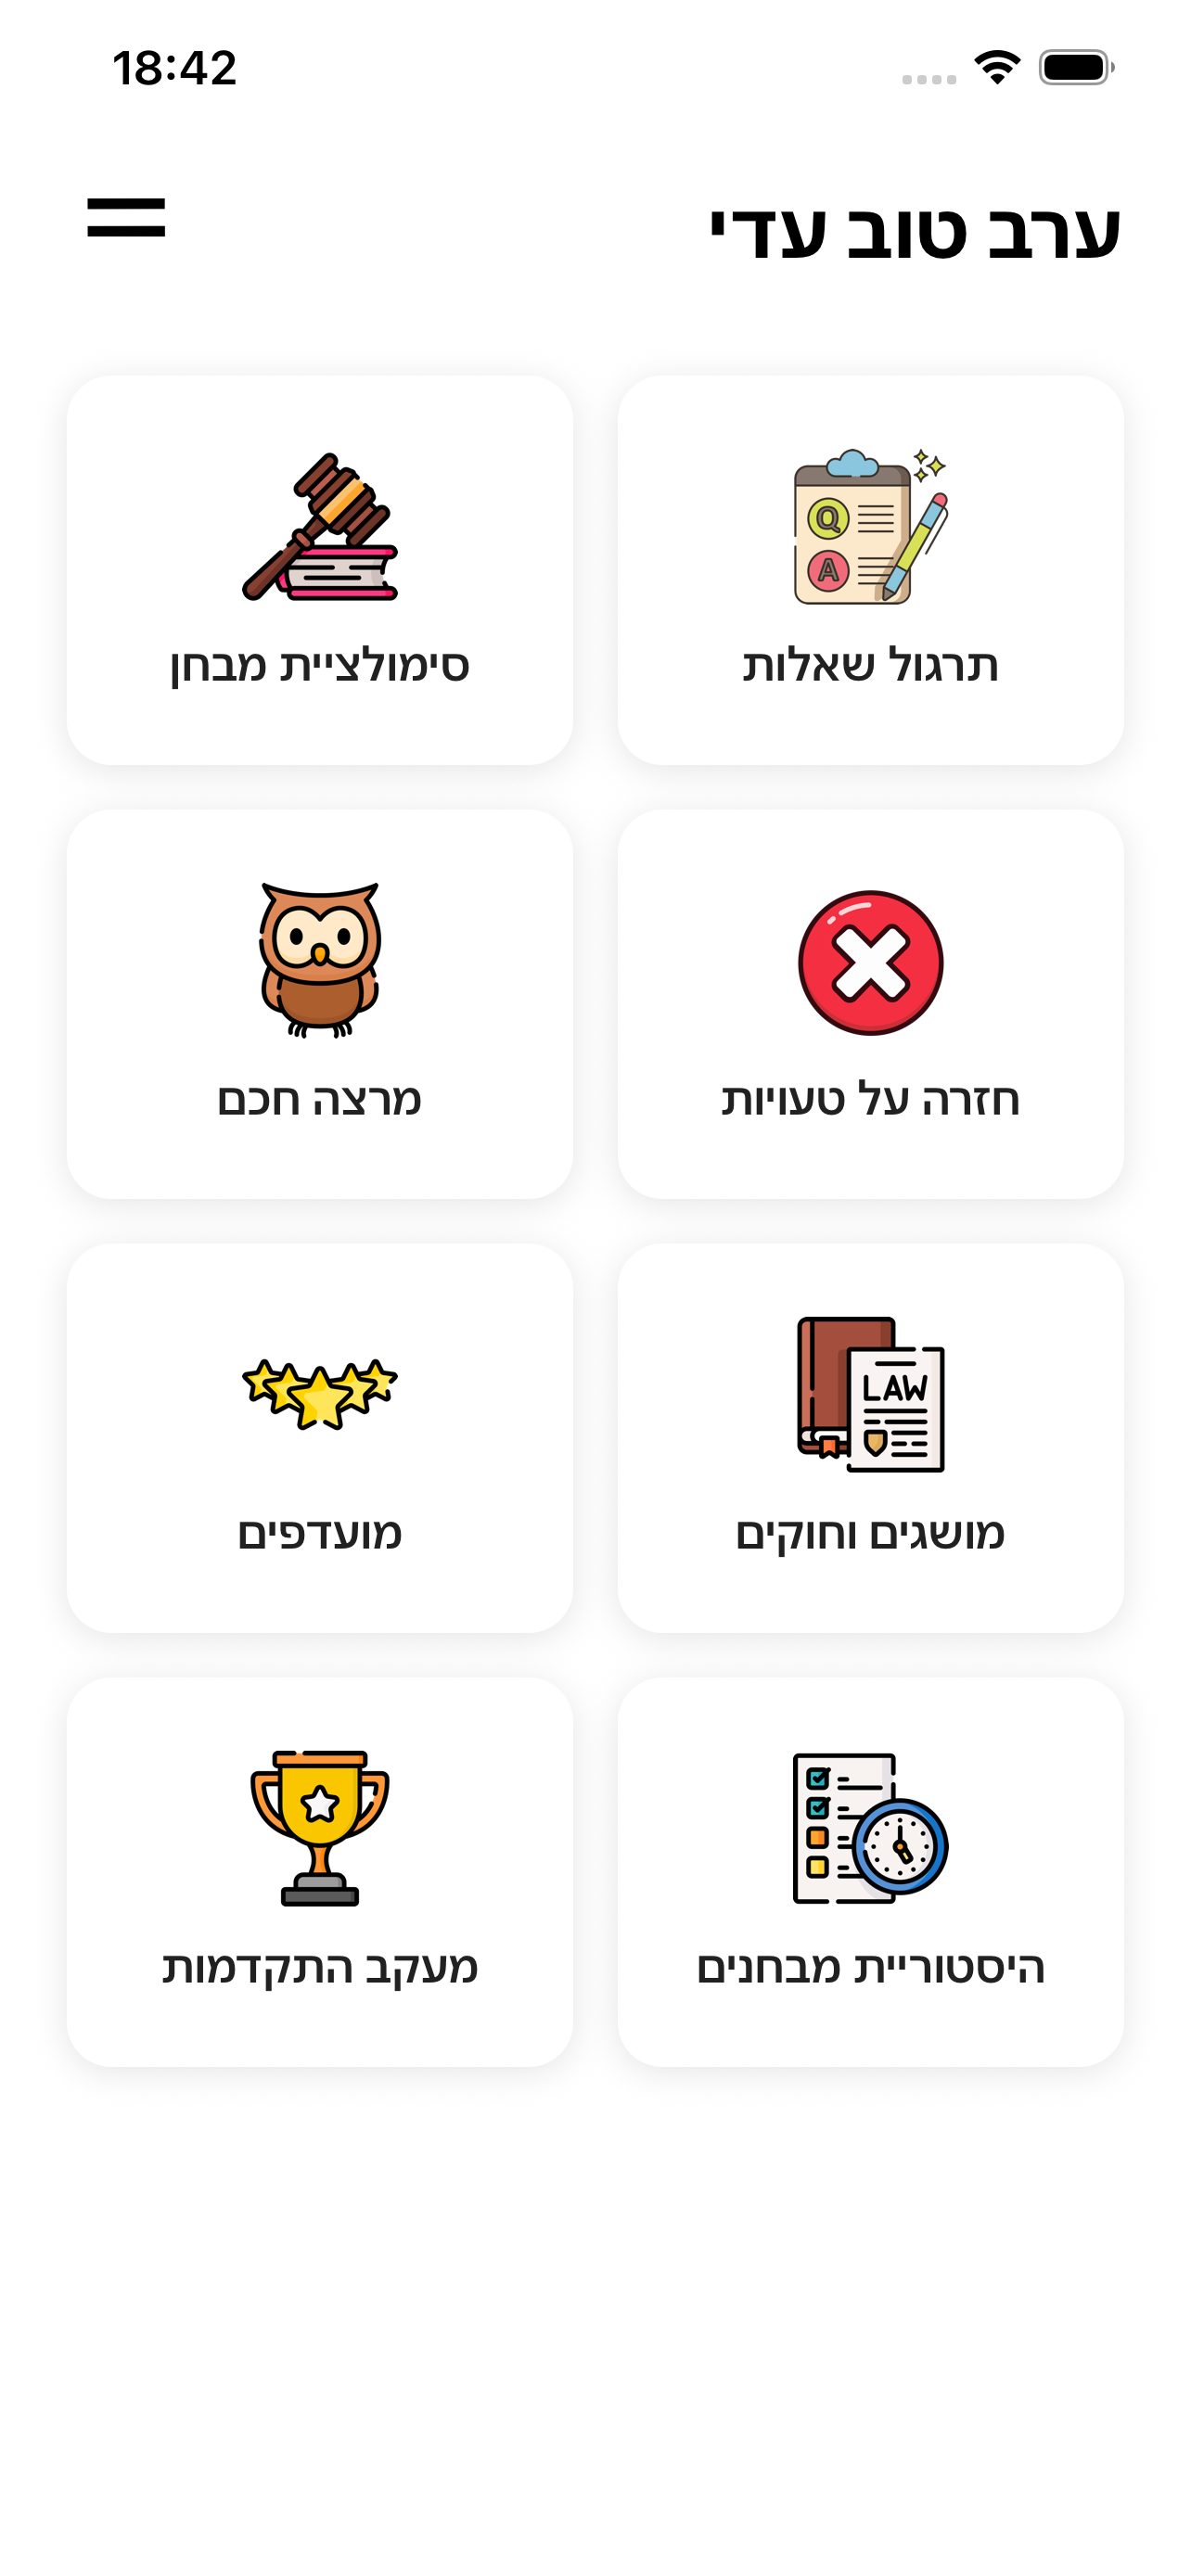 18:42
ערב טוב עדי
Q
A
תרגול שאלות
סימולציית מבחן
חזרה על טעויות
מרצה חכם
LAW
מושגים וחוקים
מועדפים
היסטוריית מבחנים
מעקב התקדמות